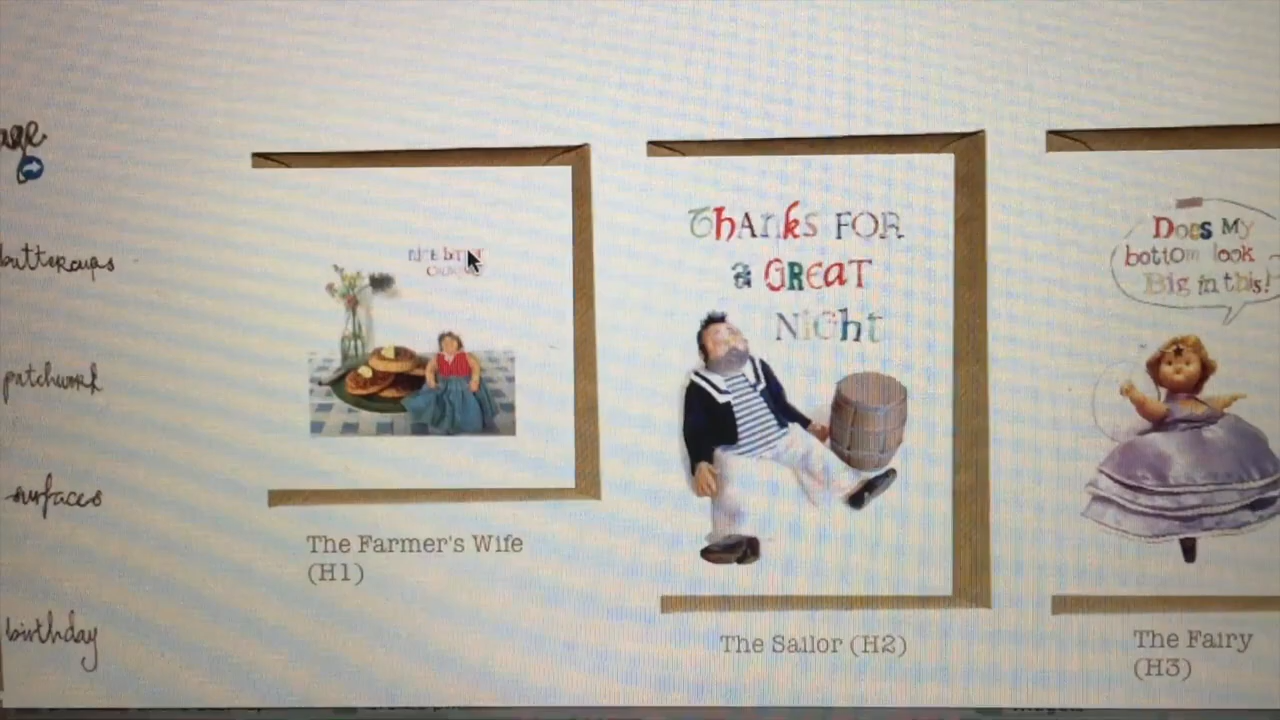 buttercups
patchwork
surfaces
birthday
The Farmer's Wife
(H1)
Thanks FOR
a GREAT
NiGht
The Sailor (H2)
Does My
bottom look
Big in this!
The Fairy
(H3)